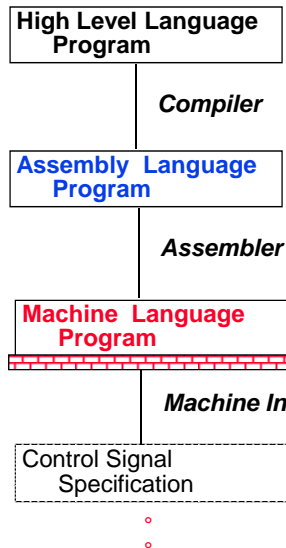 High Level Language
Program
Compiler
Assembly Language
Program
Assembler
Machine Language
Program
Machine In
Control Signal
Specification